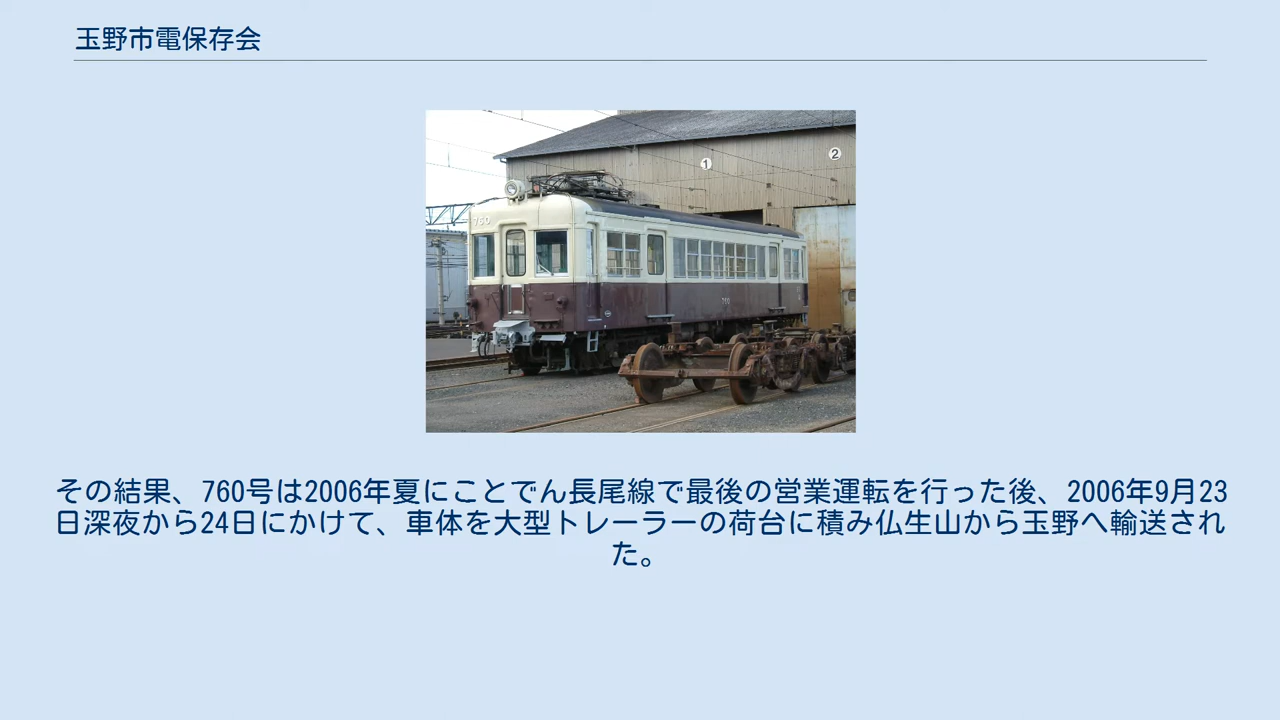 玉野市電保存会
① ②
760
760
その結果、760号は2006年夏にことでん長尾線で最後の営業運転を行った後、2006年9月23
日深夜から24日にかけて、車体を大型トレーラーの荷台に積み仏生山から玉野へ輸送され
た。